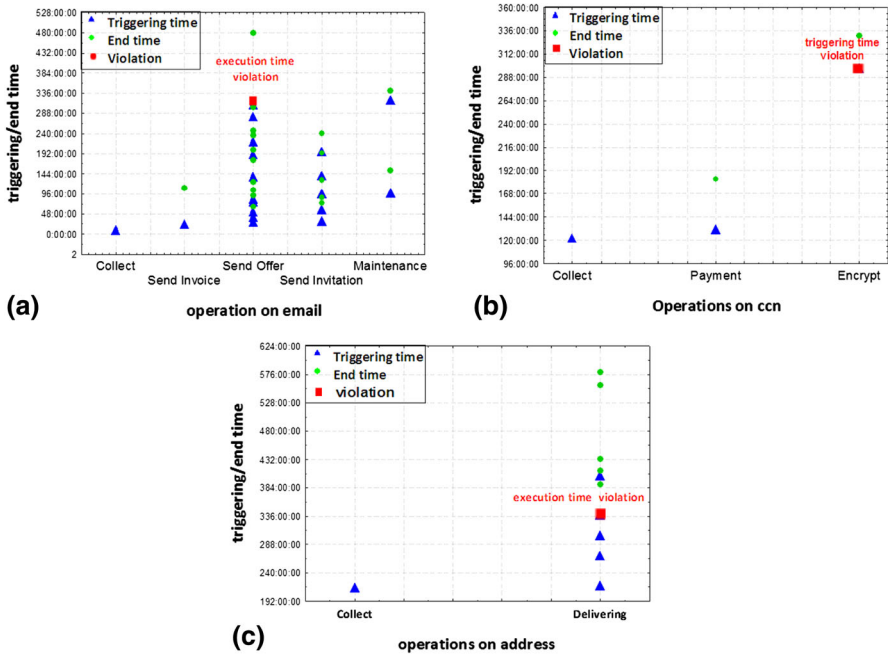 528:00:00
480:00:00
432:00:00
384:00:00
336:00:00
288:00:00
240:00:00
192:00:00
144:00:00
96:00:00
48:00:00
0:00:00
2
triggering/end time
Triggering time
End time
Violation
execution time
violation
Collect
Send Invoice
Send Offer
Send Invitation
Maintenance
(a)
operation on email
360:00:00
336:00:00
312:00:00
288:00:00
264:00:00
240:00:00
216:00:00
192:00:00
168:00:00
144:00:00
120:00:00
96:00:00
triggering/end time
Triggering time
End time
Violation
triggering time
violation
Collect
Payment
Encrypt
(b)
Operations on ccn
624:00:00
576:00:00
528:00:00
480:00:00
432:00:00
384:00:00
336:00:00
288:00:00
240:00:00
192:00:00
triggering/end time
Triggering time
End time
violation
execution time violation
Collect
Delivering
(c)
operations on address